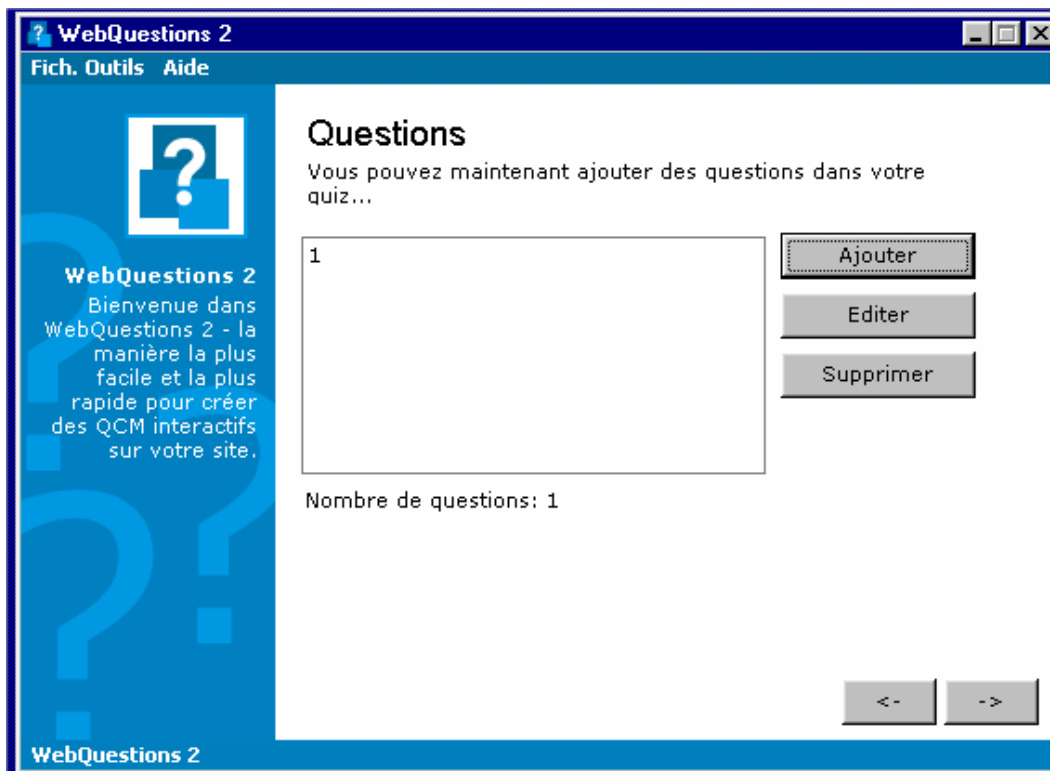 WebQuestions 2
Fich. Outils Aide
WebQuestions 2
Bienvenue dans
WebQuestions 2 - la
manière la plus
facile et la plus
rapide pour créer
des QCM interactifs
sur votre site.
Questions
Vous pouvez maintenant ajouter des questions dans votre
quiz...
1
Ajouter
Editer
Supprimer
Nombre de questions: 1
<-
->
WebQuestions 2